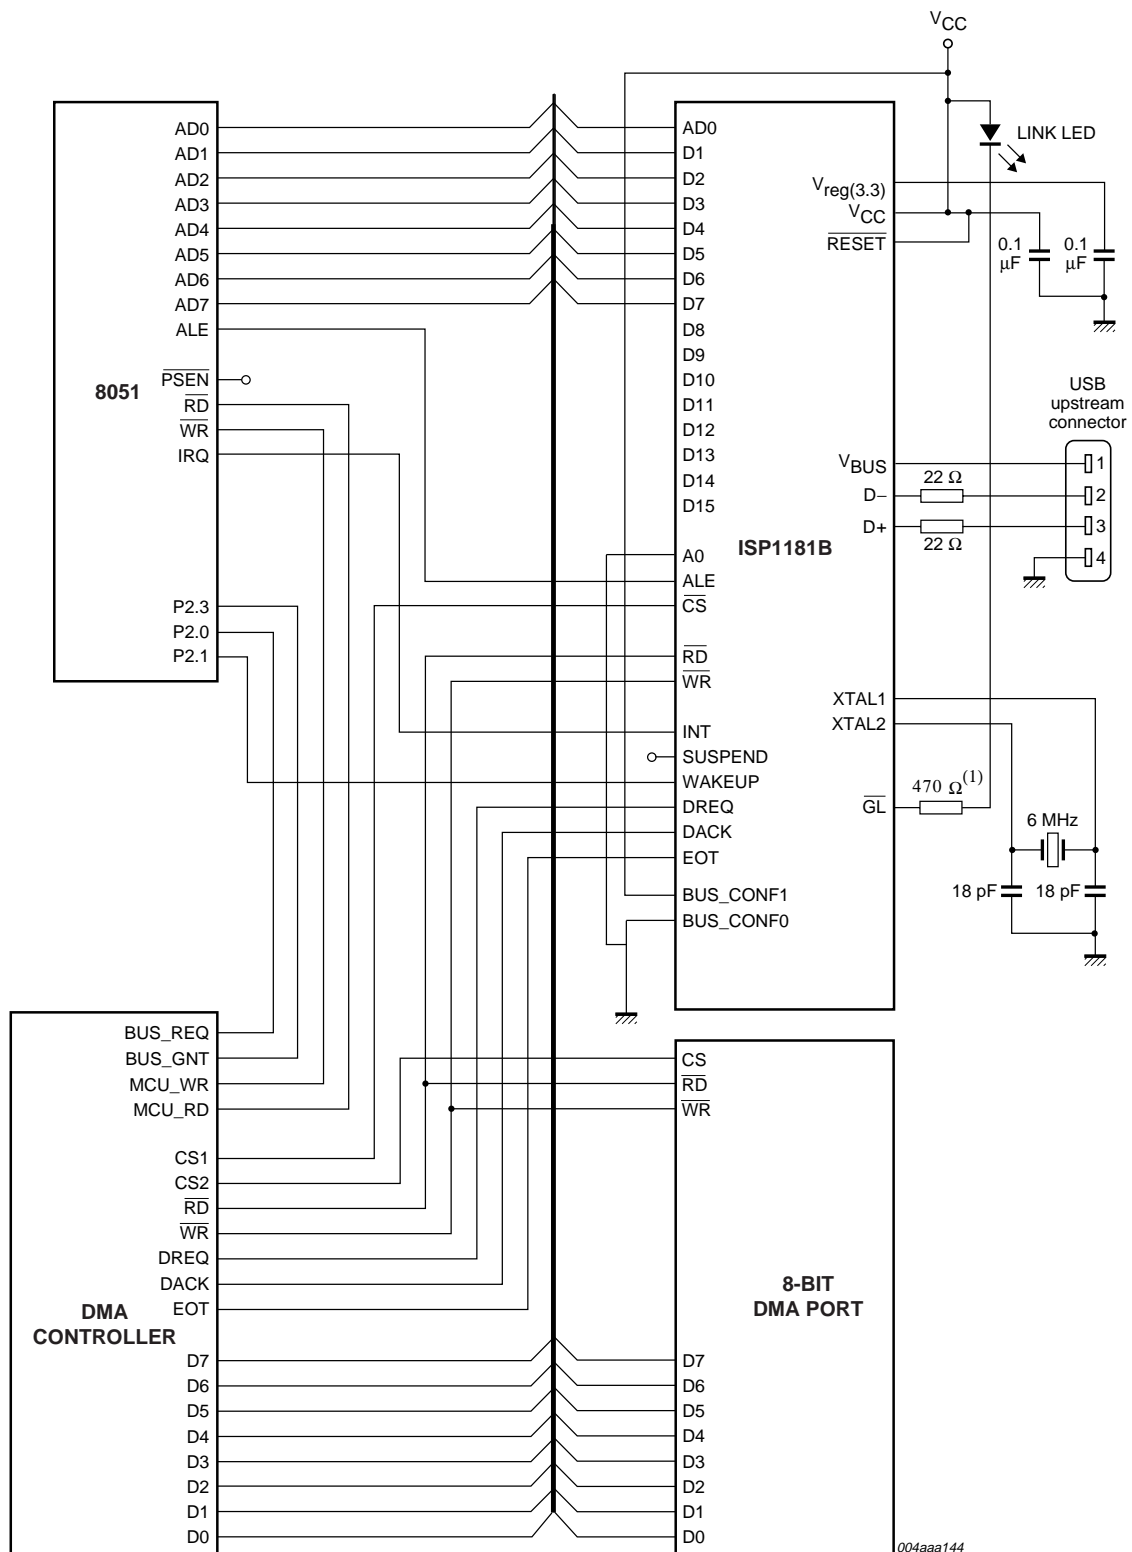 VCC
LINK LED
8051
AD0
AD1
AD2
AD3
AD4
AD5
AD6
AD7
ALE
PSEN
RD
WR
IRQ
P2.3
P2.0
P2.1
ISP1181B
AD0
D1
D2
D3
D4
D5
D6
D7
D8
D9
D10
D11
D12
D13
D14
D15
A0
ALE
CS
RD
WR
INT
SUSPEND
WAKEUP
DREQ
DACK
EOT
BUS_CONF1
BUS_CONF0
Vreg(3.3)
VCC
RESET
0.1
μF
0.1
μF
USB
upstream
connector
VBUS
D−
D+
22 Ω
22 Ω
1
2
3
4
XTAL1
XTAL2
GL
470 Ω(1)
6 MHz
18 pF
18 pF
DMA
CONTROLLER
BUS_REQ
BUS_GNT
MCU_WR
MCU_RD
CS1
CS2
RD
WR
DREQ
DACK
EOT
D7
D6
D5
D4
D3
D2
D1
D0
8-BIT
DMA PORT
CS
RD
WR
D7
D6
D5
D4
D3
D2
D1
D0
004aaa144